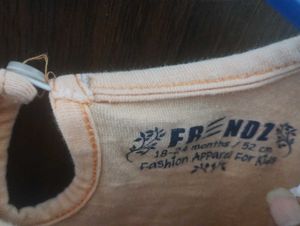 FRENDZ
18-24 months / 52 cm
Fashion Apparel For Kids